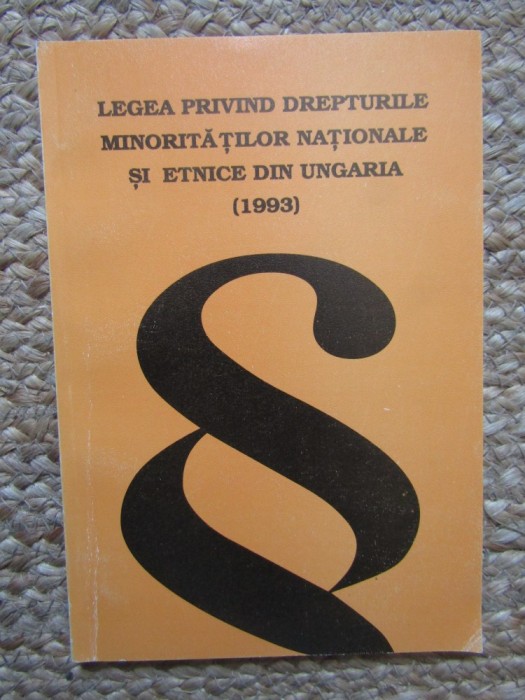 LEGEA PRIVIND DREPTURILE
MINORITĂȚILOR NAȚIONALE
ȘI ETNICE DIN UNGARIA
(1993)
§